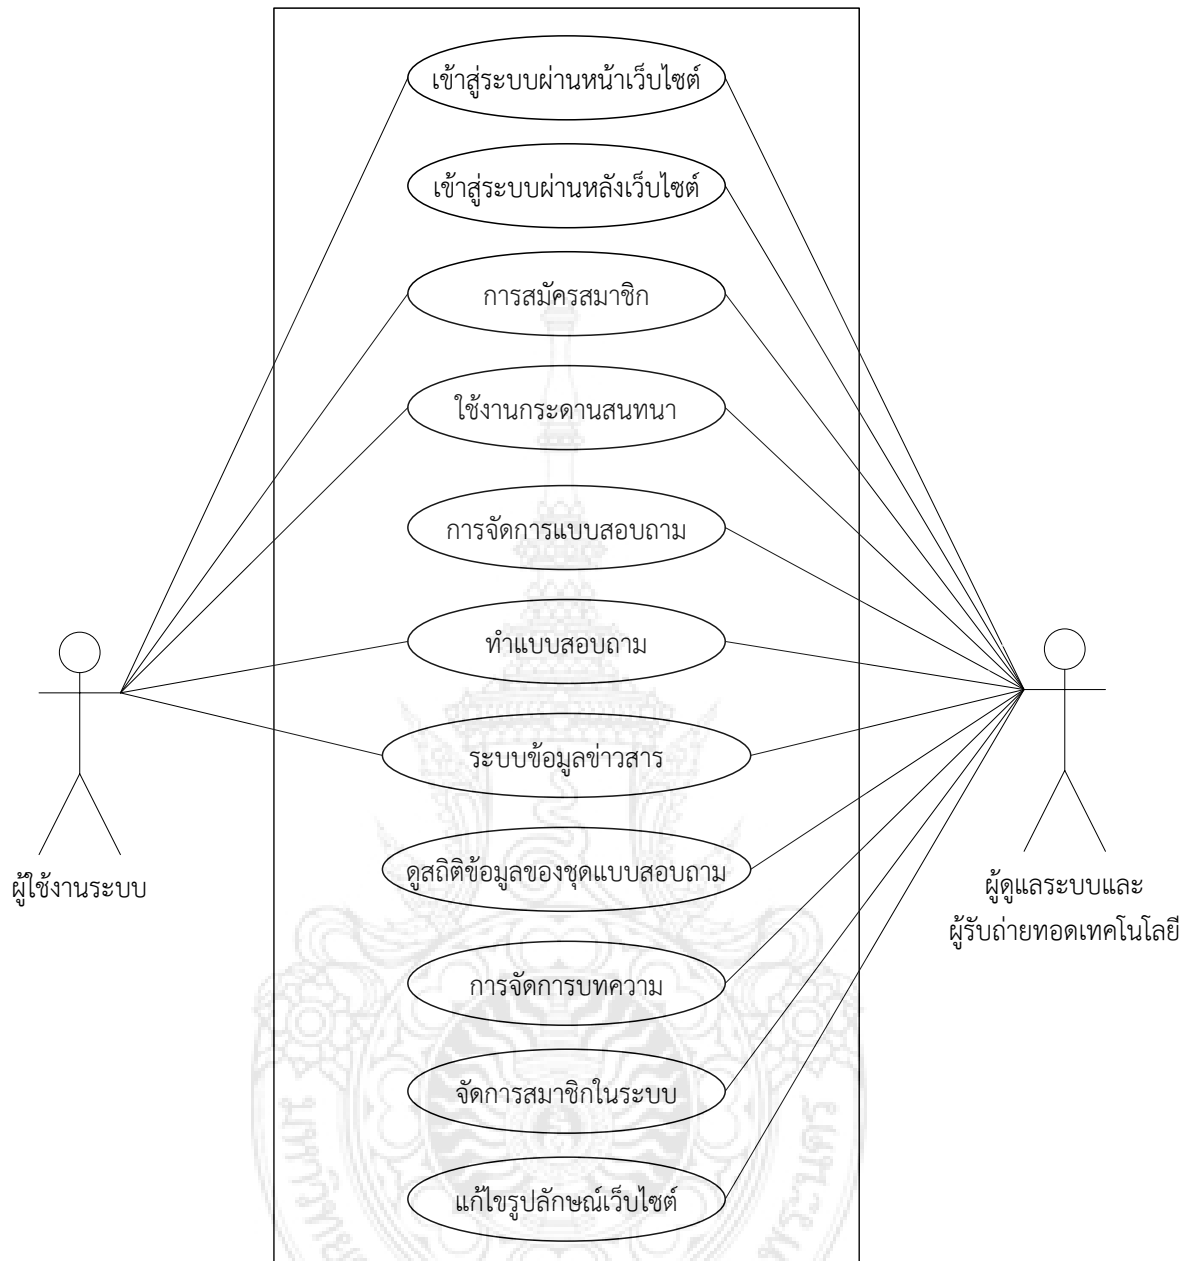 เข้าสู่ระบบผ่านหน้าเว็บไซต์
เข้าสู่ระบบผ่านหลังเว็บไซต์
การสมัครสมาชิก
ใช้งานกระดานสนทนา
การจัดการแบบสอบถาม
ทำแบบสอบถาม
ระบบข้อมูลข่าวสาร
ดูสถิติข้อมูลของชุดแบบสอบถาม
การจัดการบทความ
จัดการสมาชิกในระบบ
แก้ไขรูปลักษณ์เว็บไซต์
ผู้ใช้งานระบบ
ผู้ดูแลระบบและ
ผู้รับถ่ายทอดเทคโนโลยี
พระนคร